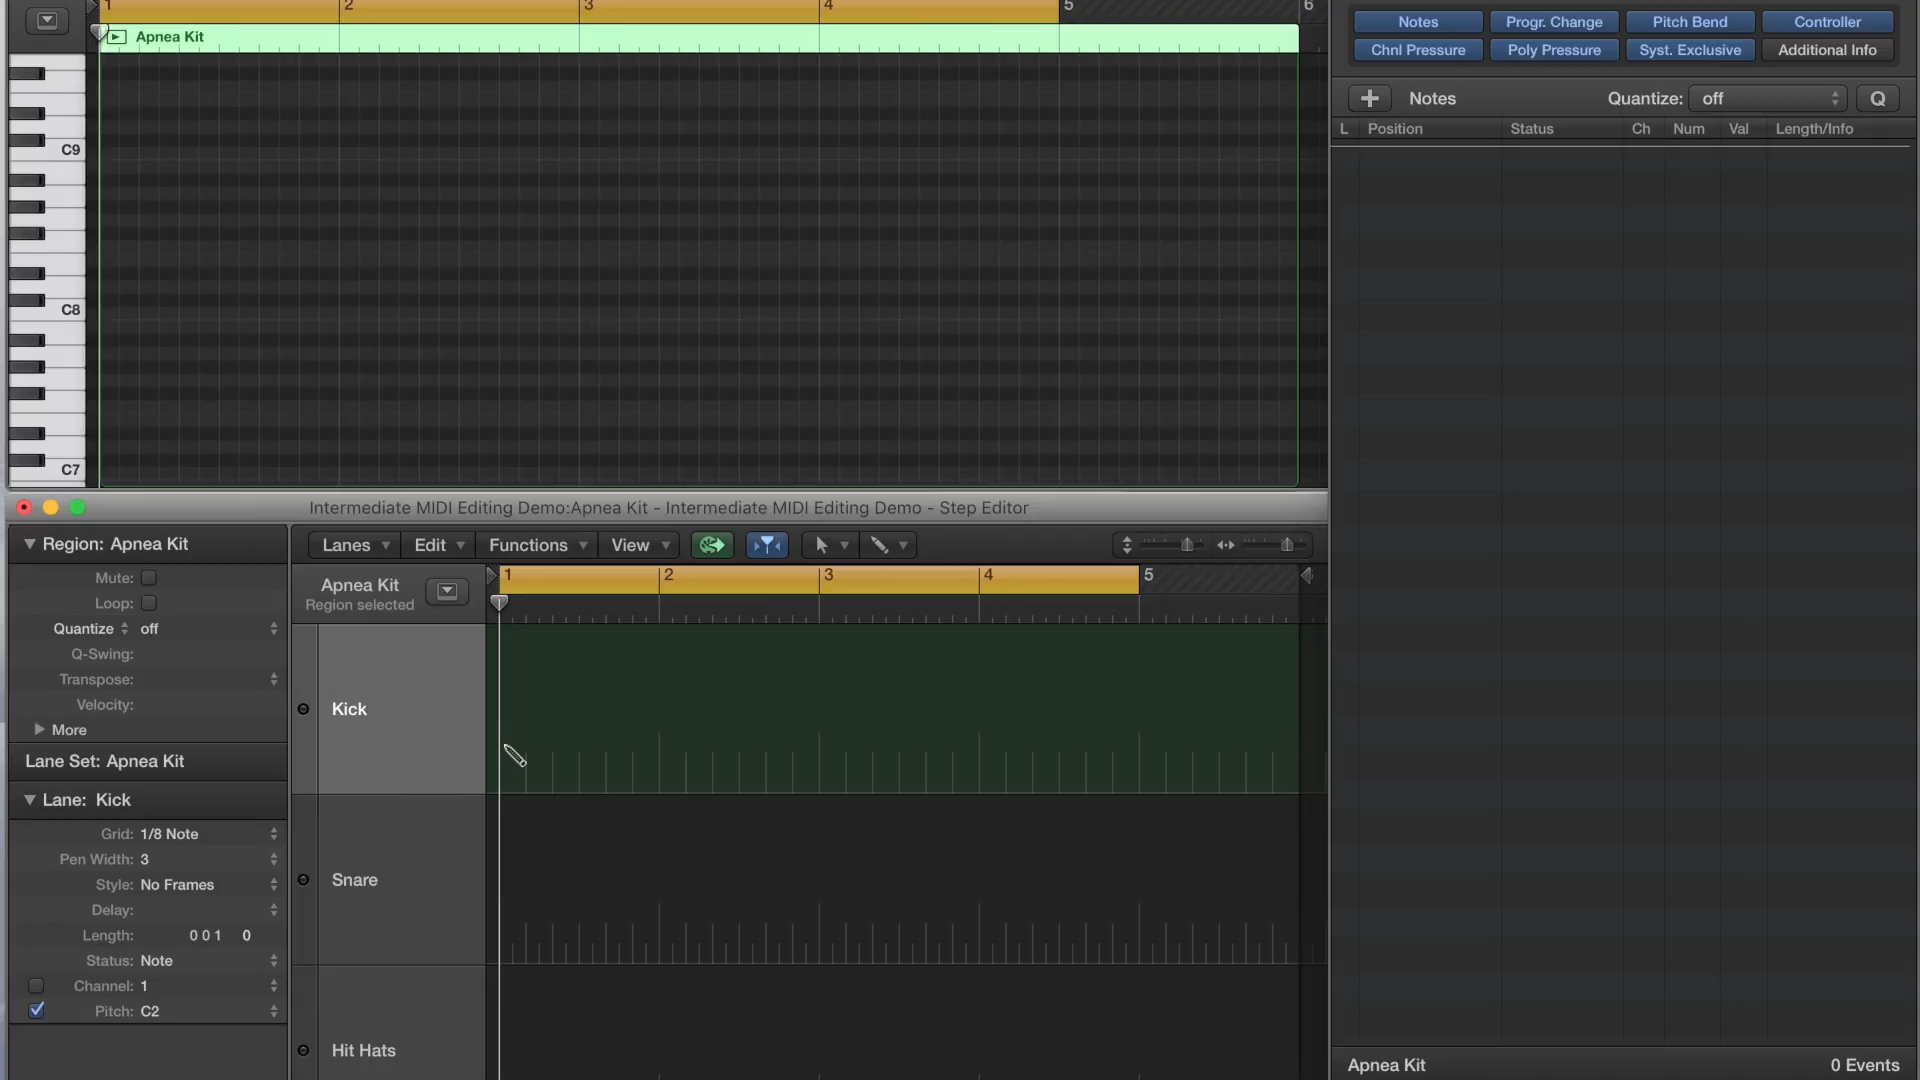 1 2 3 4 5 6
Apnea Kit
C9
C8
C7
Notes Progr. Change Pitch Bend Controller
Chnl Pressure Poly Pressure Syst. Exclusive Additional Info
Notes Quantize: off Q
L Position Status Ch Num Val Length/Info
Intermediate MIDI Editing Demo:Apnea Kit - Intermediate MIDI Editing Demo - Step Editor
Region: Apnea Kit
Mute:
Loop:
Quantize off
Q-Swing:
Transpose:
Velocity:
More
Lane Set: Apnea Kit
Lane: Kick
Grid: 1/8 Note
Pen Width: 3
Style: No Frames
Delay:
Length: 0 0 1 0
Status: Note
Channel: 1
Pitch: C2
Lanes Edit Functions View
Apnea Kit
Region selected
1 2 3 4 5
Kick
Snare
Hit Hats
Apnea Kit 0 Events